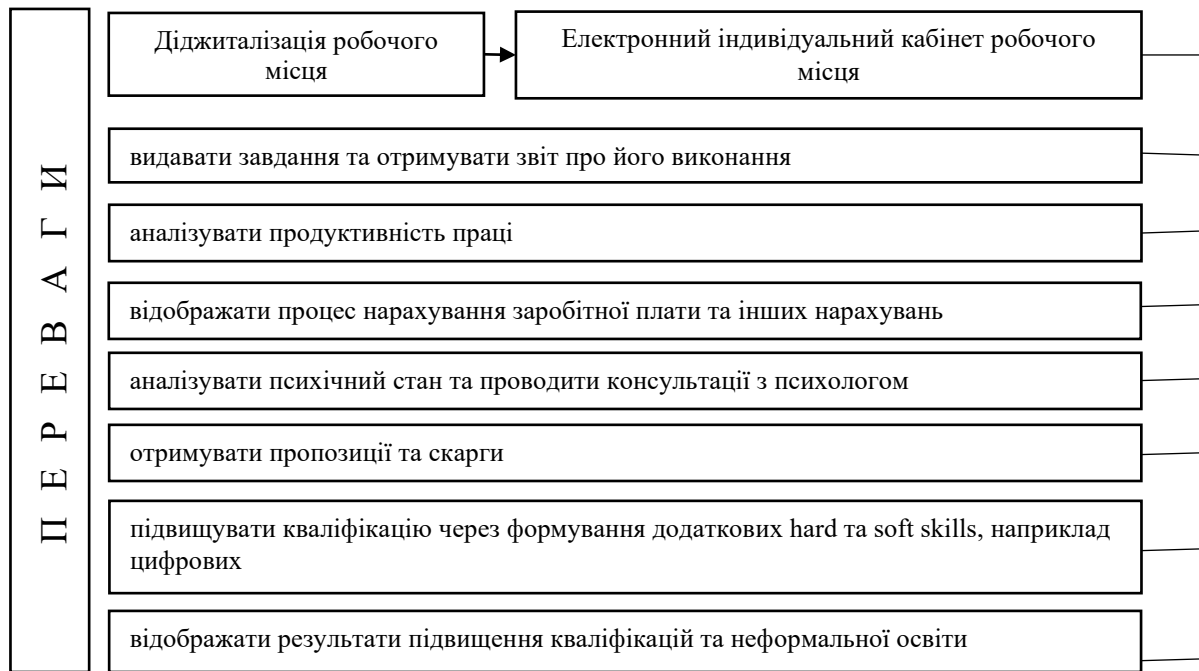 П Е Р Е В А Г И
Діджиталізація робочого
місця
Електронний індивідуальний кабінет робочого
місця
видавати завдання та отримувати звіт про його виконання
аналізувати продуктивність праці
відображати процес нарахування заробітної плати та інших нарахувань
аналізувати психічний стан та проводити консультації з психологом
отримувати пропозиції та скарги
підвищувати кваліфікацію через формування додаткових hard та soft skills, наприклад
цифрових
відображати результати підвищення кваліфікацій та неформальної освіти